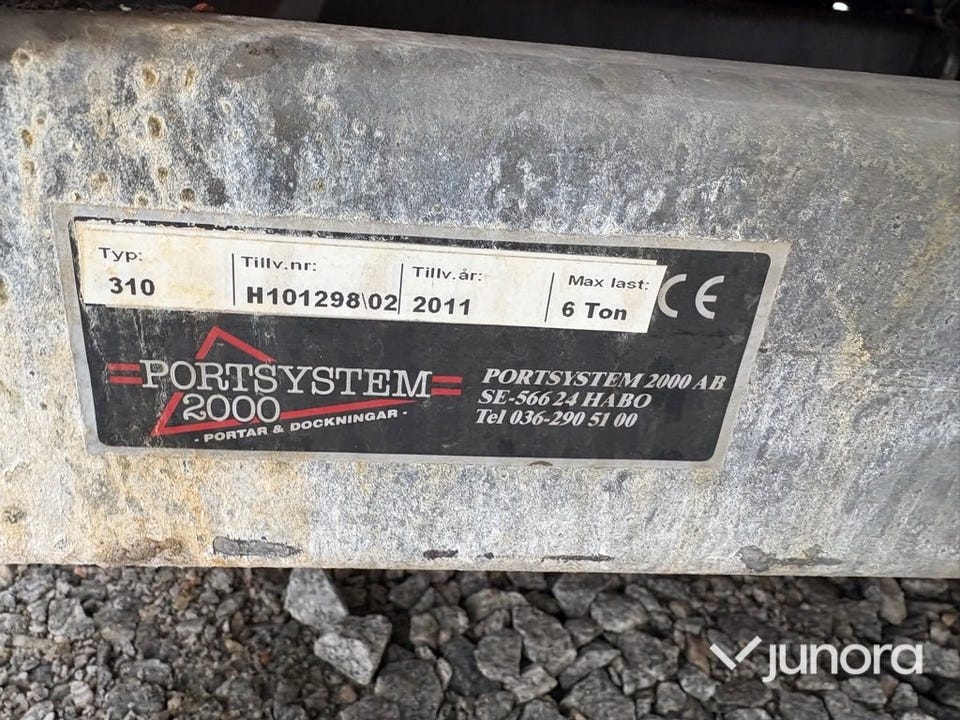 Typ: Tillv.nr: Tillv.år: Max last:
310 H101298\02 2011 6 Ton
CE
PORTSYSTEM
2000
- PORTAR & DOCKNINGAR -
PORTSYSTEM 2000 AB
SE-566 24 HABO
Tel 036-290 51 00
junora